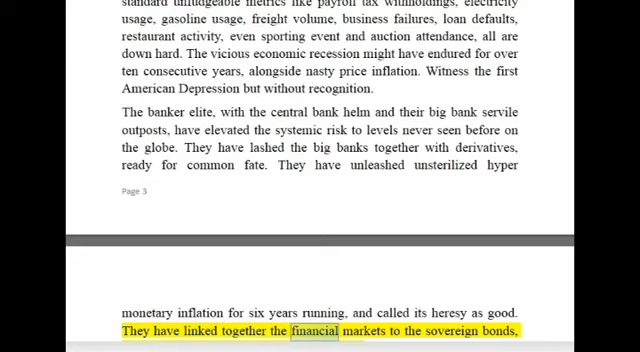 standard unfudgeable metrics like payroll tax withholdings, electricity
usage, gasoline usage, freight volume, business failures, loan defaults,
restaurant activity, even sporting event and auction attendance, all are
down hard. The vicious economic recession might have endured for over
ten consecutive years, alongside nasty price inflation. Witness the first
American Depression but without recognition.
The banker elite, with the central bank helm and their big bank servile
outposts, have elevated the systemic risk to levels never seen before on
the globe. They have lashed the big banks together with derivatives,
ready for common fate. They have unleashed unsterilized hyper
Page 3
monetary inflation for six years running, and called its heresy as good.
They have linked together the financial markets to the sovereign bonds,